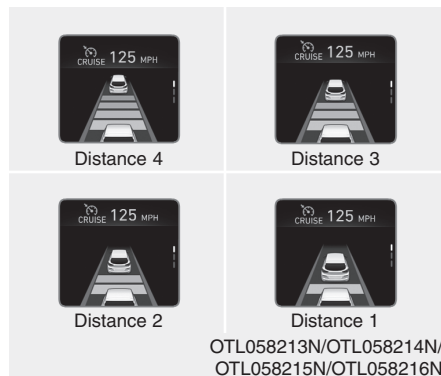 CRUISE 125 MPH
CRUISE 125 MPH
Distance 4
Distance 3
CRUISE 125 MPH
CRUISE 125 MPH
Distance 2
Distance 1
OTL058213N/OTL058214N/
OTL058215N/OTL058216N